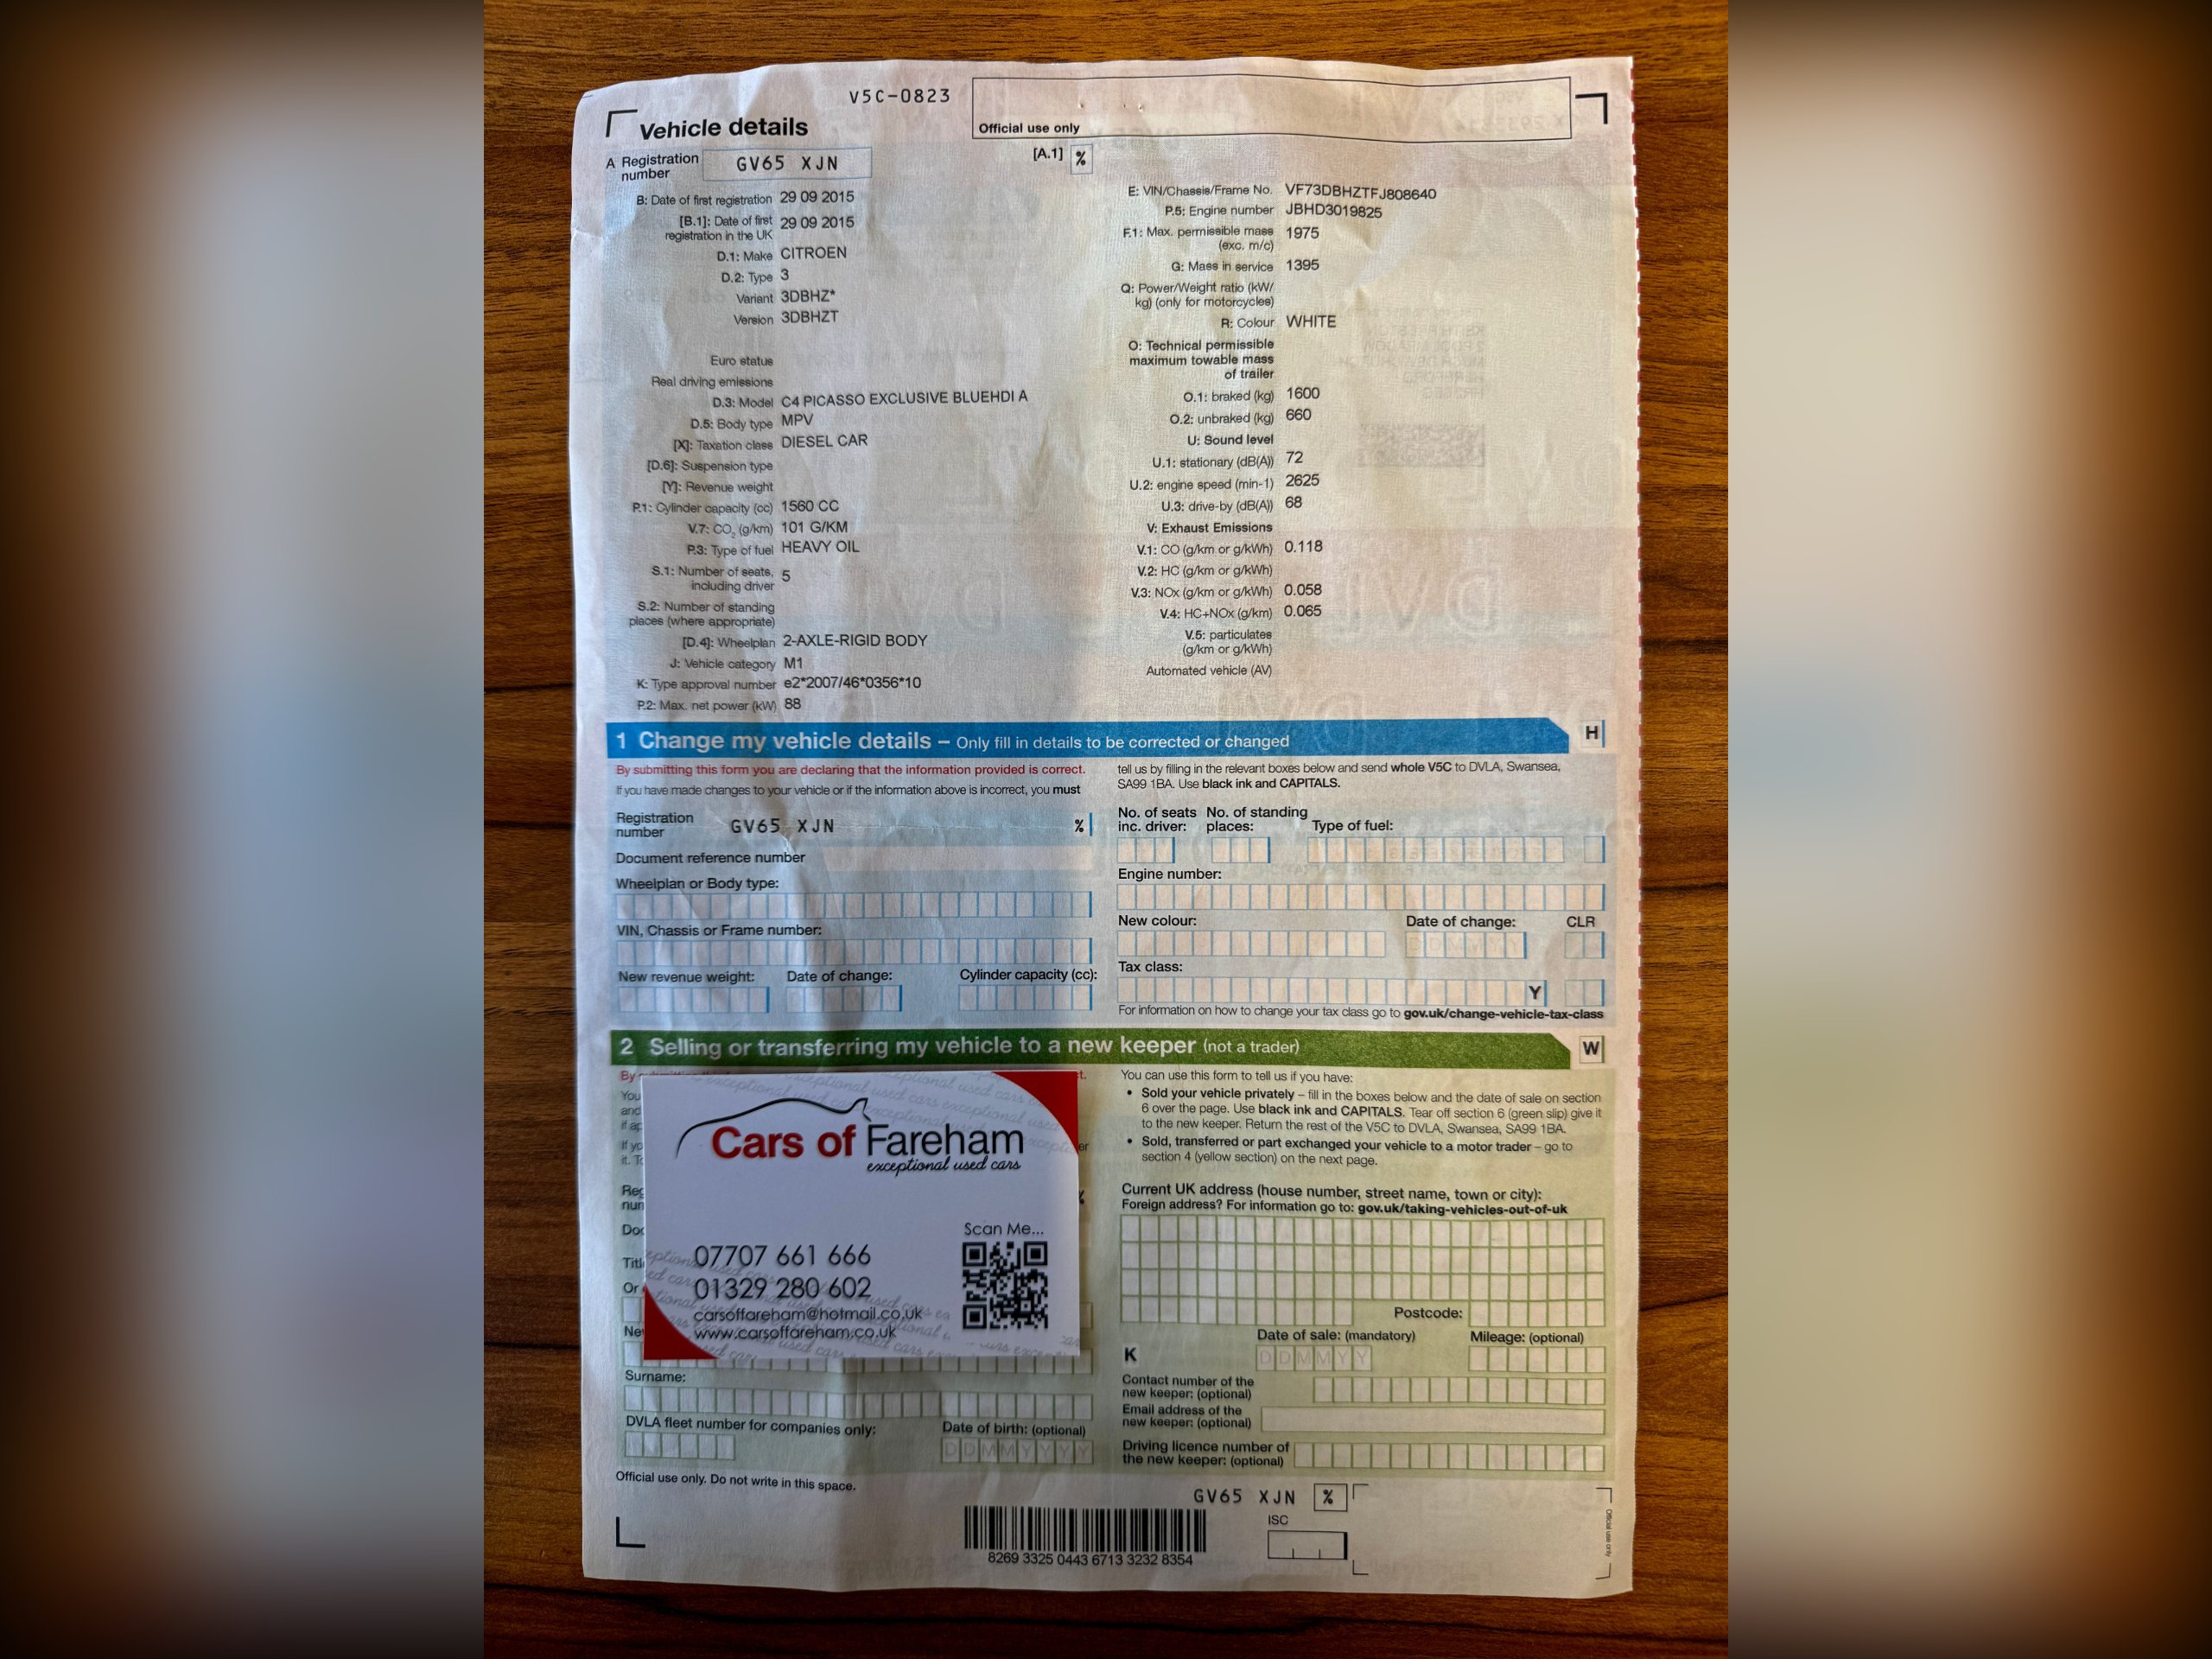 V5C-0823
Vehicle details
Official use only
A Registration number GV65 XJN
[A.1] %
B: Date of first registration 29 09 2015
[B.1]: Date of first registration in the UK 29 09 2015
D.1: Make CITROEN
D.2: Type 3
Variant 3DBHZ*
Version 3DBHZT
Euro status
Real driving emissions
D.3: Model C4 PICASSO EXCLUSIVE BLUEHDI A
D.5: Body type MPV
[X]: Taxation class DIESEL CAR
[D.6]: Suspension type
[Y]: Revenue weight
P.1: Cylinder capacity (cc) 1560 CC
V.7: CO2 (g/km) 101 G/KM
P.3: Type of fuel HEAVY OIL
S.1: Number of seats, including driver 5
S.2: Number of standing places (where appropriate)
[D.4]: Wheelplan 2-AXLE-RIGID BODY
J: Vehicle category M1
K: Type approval number e2*2007/46*0356*10
P.2: Max. net power (kW) 88
E: VIN/Chassis/Frame No. VF73DBHZTFJ808640
P.5: Engine number JBHD3019825
F.1: Max. permissible mass (exc. m/c) 1975
G: Mass in service 1395
Q: Power/Weight ratio (kW/kg) (only for motorcycles)
R: Colour WHITE
O: Technical permissible maximum towable mass of trailer
O.1: braked (kg) 1600
O.2: unbraked (kg) 660
U: Sound level
U.1: stationary (dB(A)) 72
U.2: engine speed (min-1) 2625
U.3: drive-by (dB(A)) 68
V: Exhaust Emissions
V.1: CO (g/km or g/kWh) 0.118
V.2: HC (g/km or g/kWh)
V.3: NOx (g/km or g/kWh) 0.058
V.4: HC+NOx (g/km) 0.065
V.5: particulates (g/km or g/kWh)
Automated vehicle (AV)
1 Change my vehicle details – Only fill in details to be corrected or changed
H
By submitting this form you are declaring that the information provided is correct.
If you have made changes to your vehicle or if the information above is incorrect, you must
tell us by filling in the relevant boxes below and send whole V5C to DVLA, Swansea,
SA99 1BA. Use black ink and CAPITALS.
Registration number GV65 XJN %
Document reference number
Wheelplan or Body type:
VIN, Chassis or Frame number:
New revenue weight: Date of change: Cylinder capacity (cc):
No. of seats inc. driver: No. of standing places: Type of fuel:
Engine number:
New colour: Date of change: CLR
Tax class:
Y
For information on how to change your tax class go to gov.uk/change-vehicle-tax-class
2 Selling or transferring my vehicle to a new keeper (not a trader)
W
By
You
and
Cars of Fareham
exceptional used cars
Scan Me...
07707 661 666
01329 280 602
carsoffareham@hotmail.co.uk
www.carsoffareham.co.uk
Surname:
DVLA fleet number for companies only: Date of birth: (optional)
DDMMYYYY
You can use this form to tell us if you have:
• Sold your vehicle privately – fill in the boxes below and the date of sale on section
6 over the page. Use black ink and CAPITALS. Tear off section 6 (green slip) give it
to the new keeper. Return the rest of the V5C to DVLA, Swansea, SA99 1BA.
• Sold, transferred or part exchanged your vehicle to a motor trader – go to
section 4 (yellow section) on the next page.
Current UK address (house number, street name, town or city):
Foreign address? For information go to: gov.uk/taking-vehicles-out-of-uk
Postcode:
Date of sale: (mandatory) Mileage: (optional)
K DDMMYY
Contact number of the new keeper: (optional)
Email address of the new keeper: (optional)
Driving licence number of the new keeper: (optional)
Official use only. Do not write in this space.
GV65 XJN %
ISC
8269 3325 0443 6713 3232 8354
Official use only